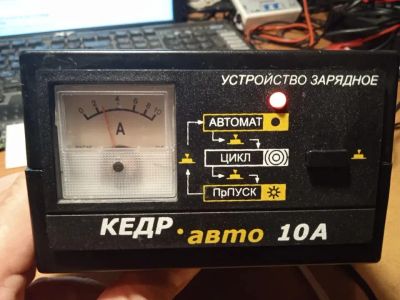 УСТРОЙСТВО ЗАРЯДНОЕ
0 2 4 6 8 10
A
АВТОМАТ
ЦИКЛ
ПрПУСК
КЕДР·авто 10А